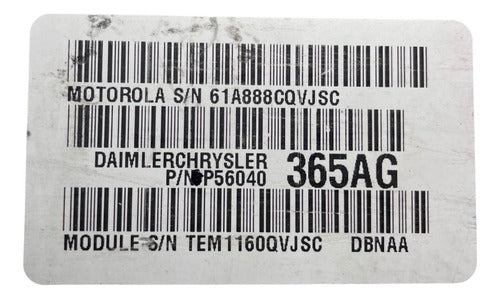 MOTOROLA S/N 61A888CQVJSC
DAIMLERCHRYSLER 365AG
P/N P56040
MODULE S/N TEM1160QVJSC DBNAA